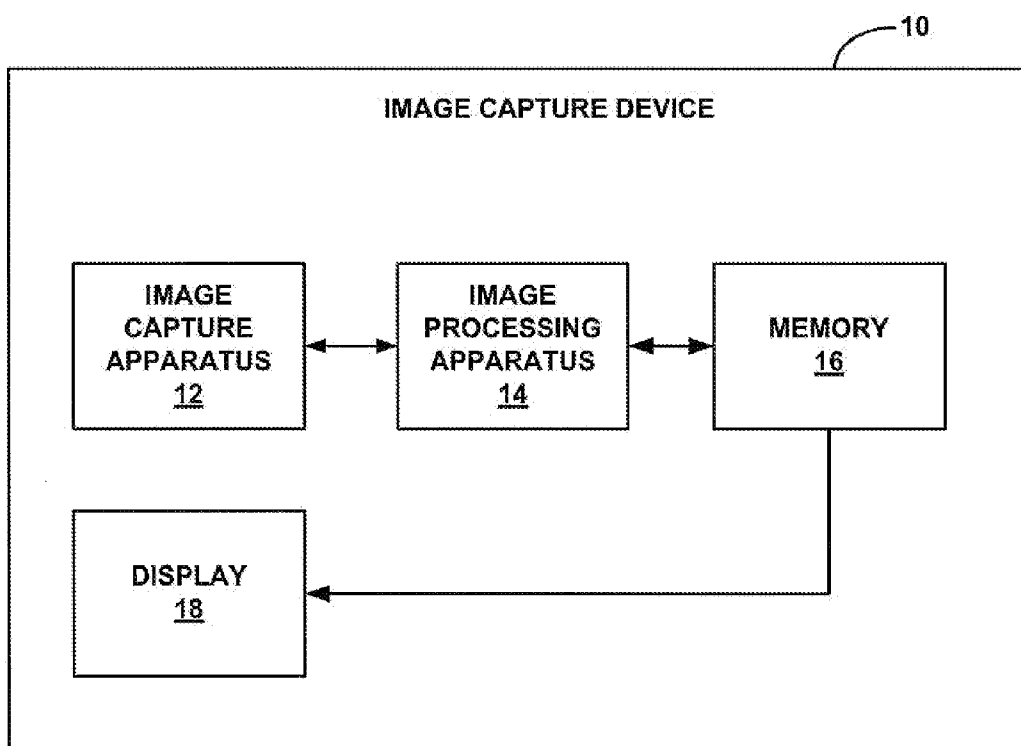 10
IMAGE CAPTURE DEVICE
IMAGE
CAPTURE
APPARATUS
12
IMAGE
PROCESSING
APPARATUS
14
MEMORY
16
DISPLAY
18